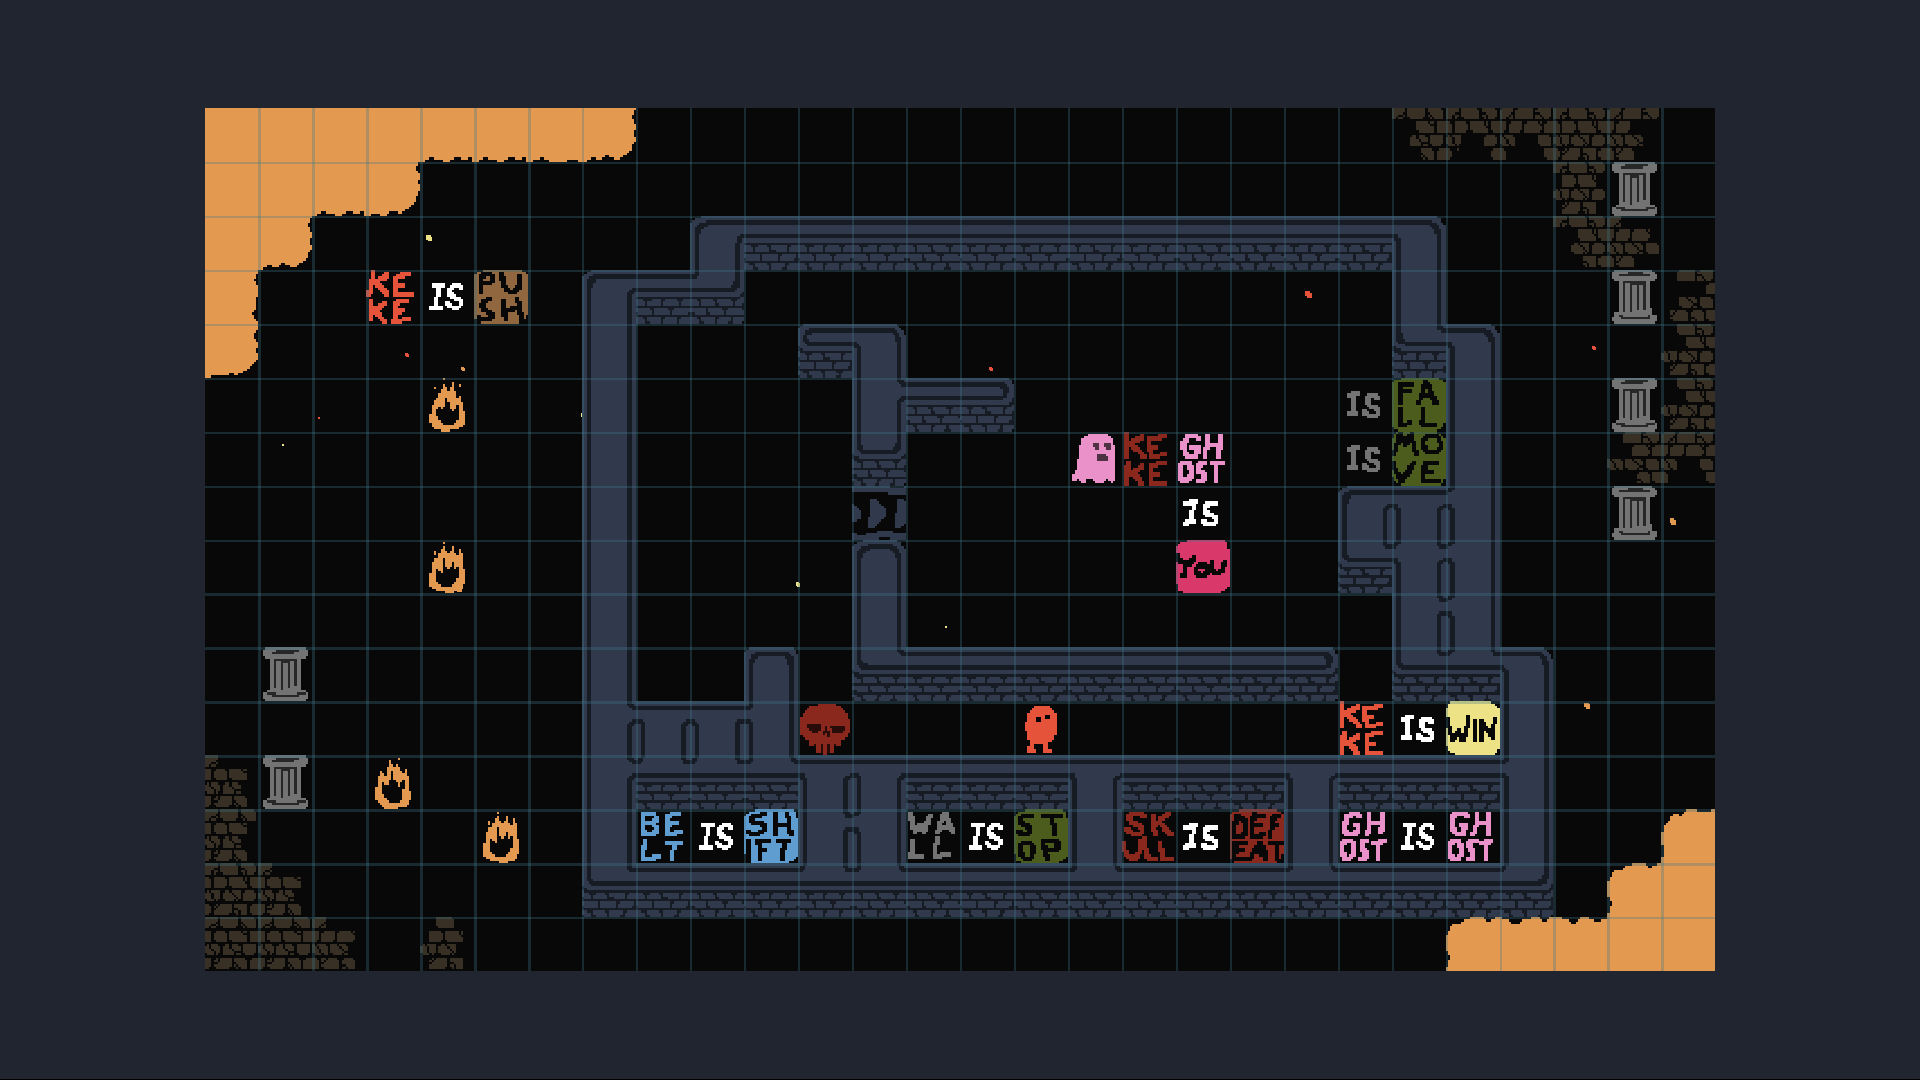 KEKE IS PUSH
IS FALL
KEKE GHOST IS MOVE
IS
YOU
KEKE IS WIN
BELT IS SHIFT
WALL IS STOP
SKULL IS DEFEAT
GHOST IS GHOST